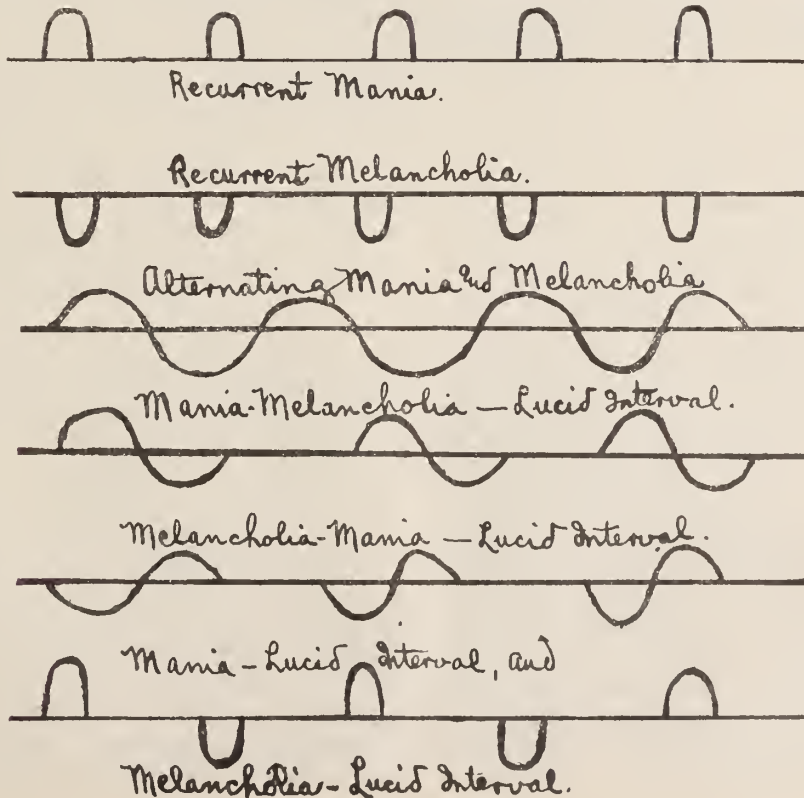 Recurrent Mania.
Recurrent Melancholia.
Alternating Mania and Melancholia
Mania-Melancholia — Lucid Interval.
Melancholia-Mania — Lucid Interval.
Mania - Lucid Interval, and
Melancholia - Lucid Interval.